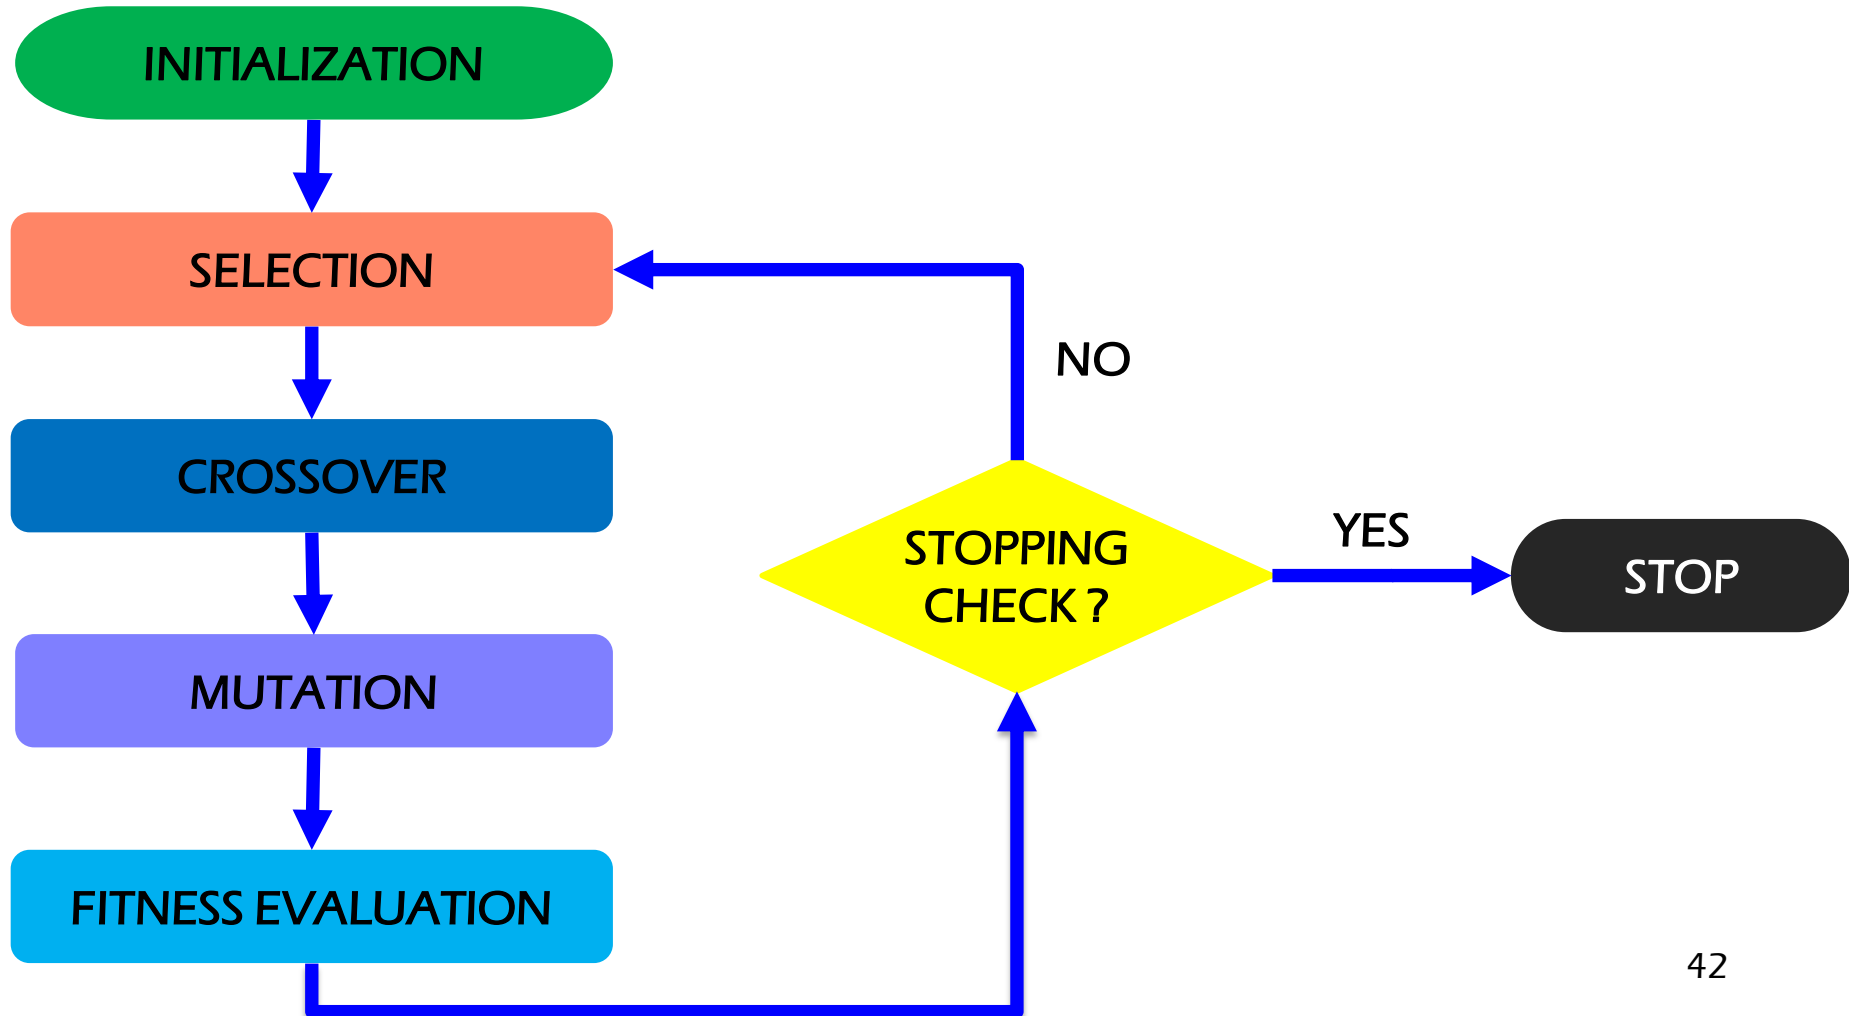 INITIALIZATION
SELECTION
CROSSOVER
MUTATION
FITNESS EVALUATION
NO
STOPPING
CHECK ?
YES
STOP
42